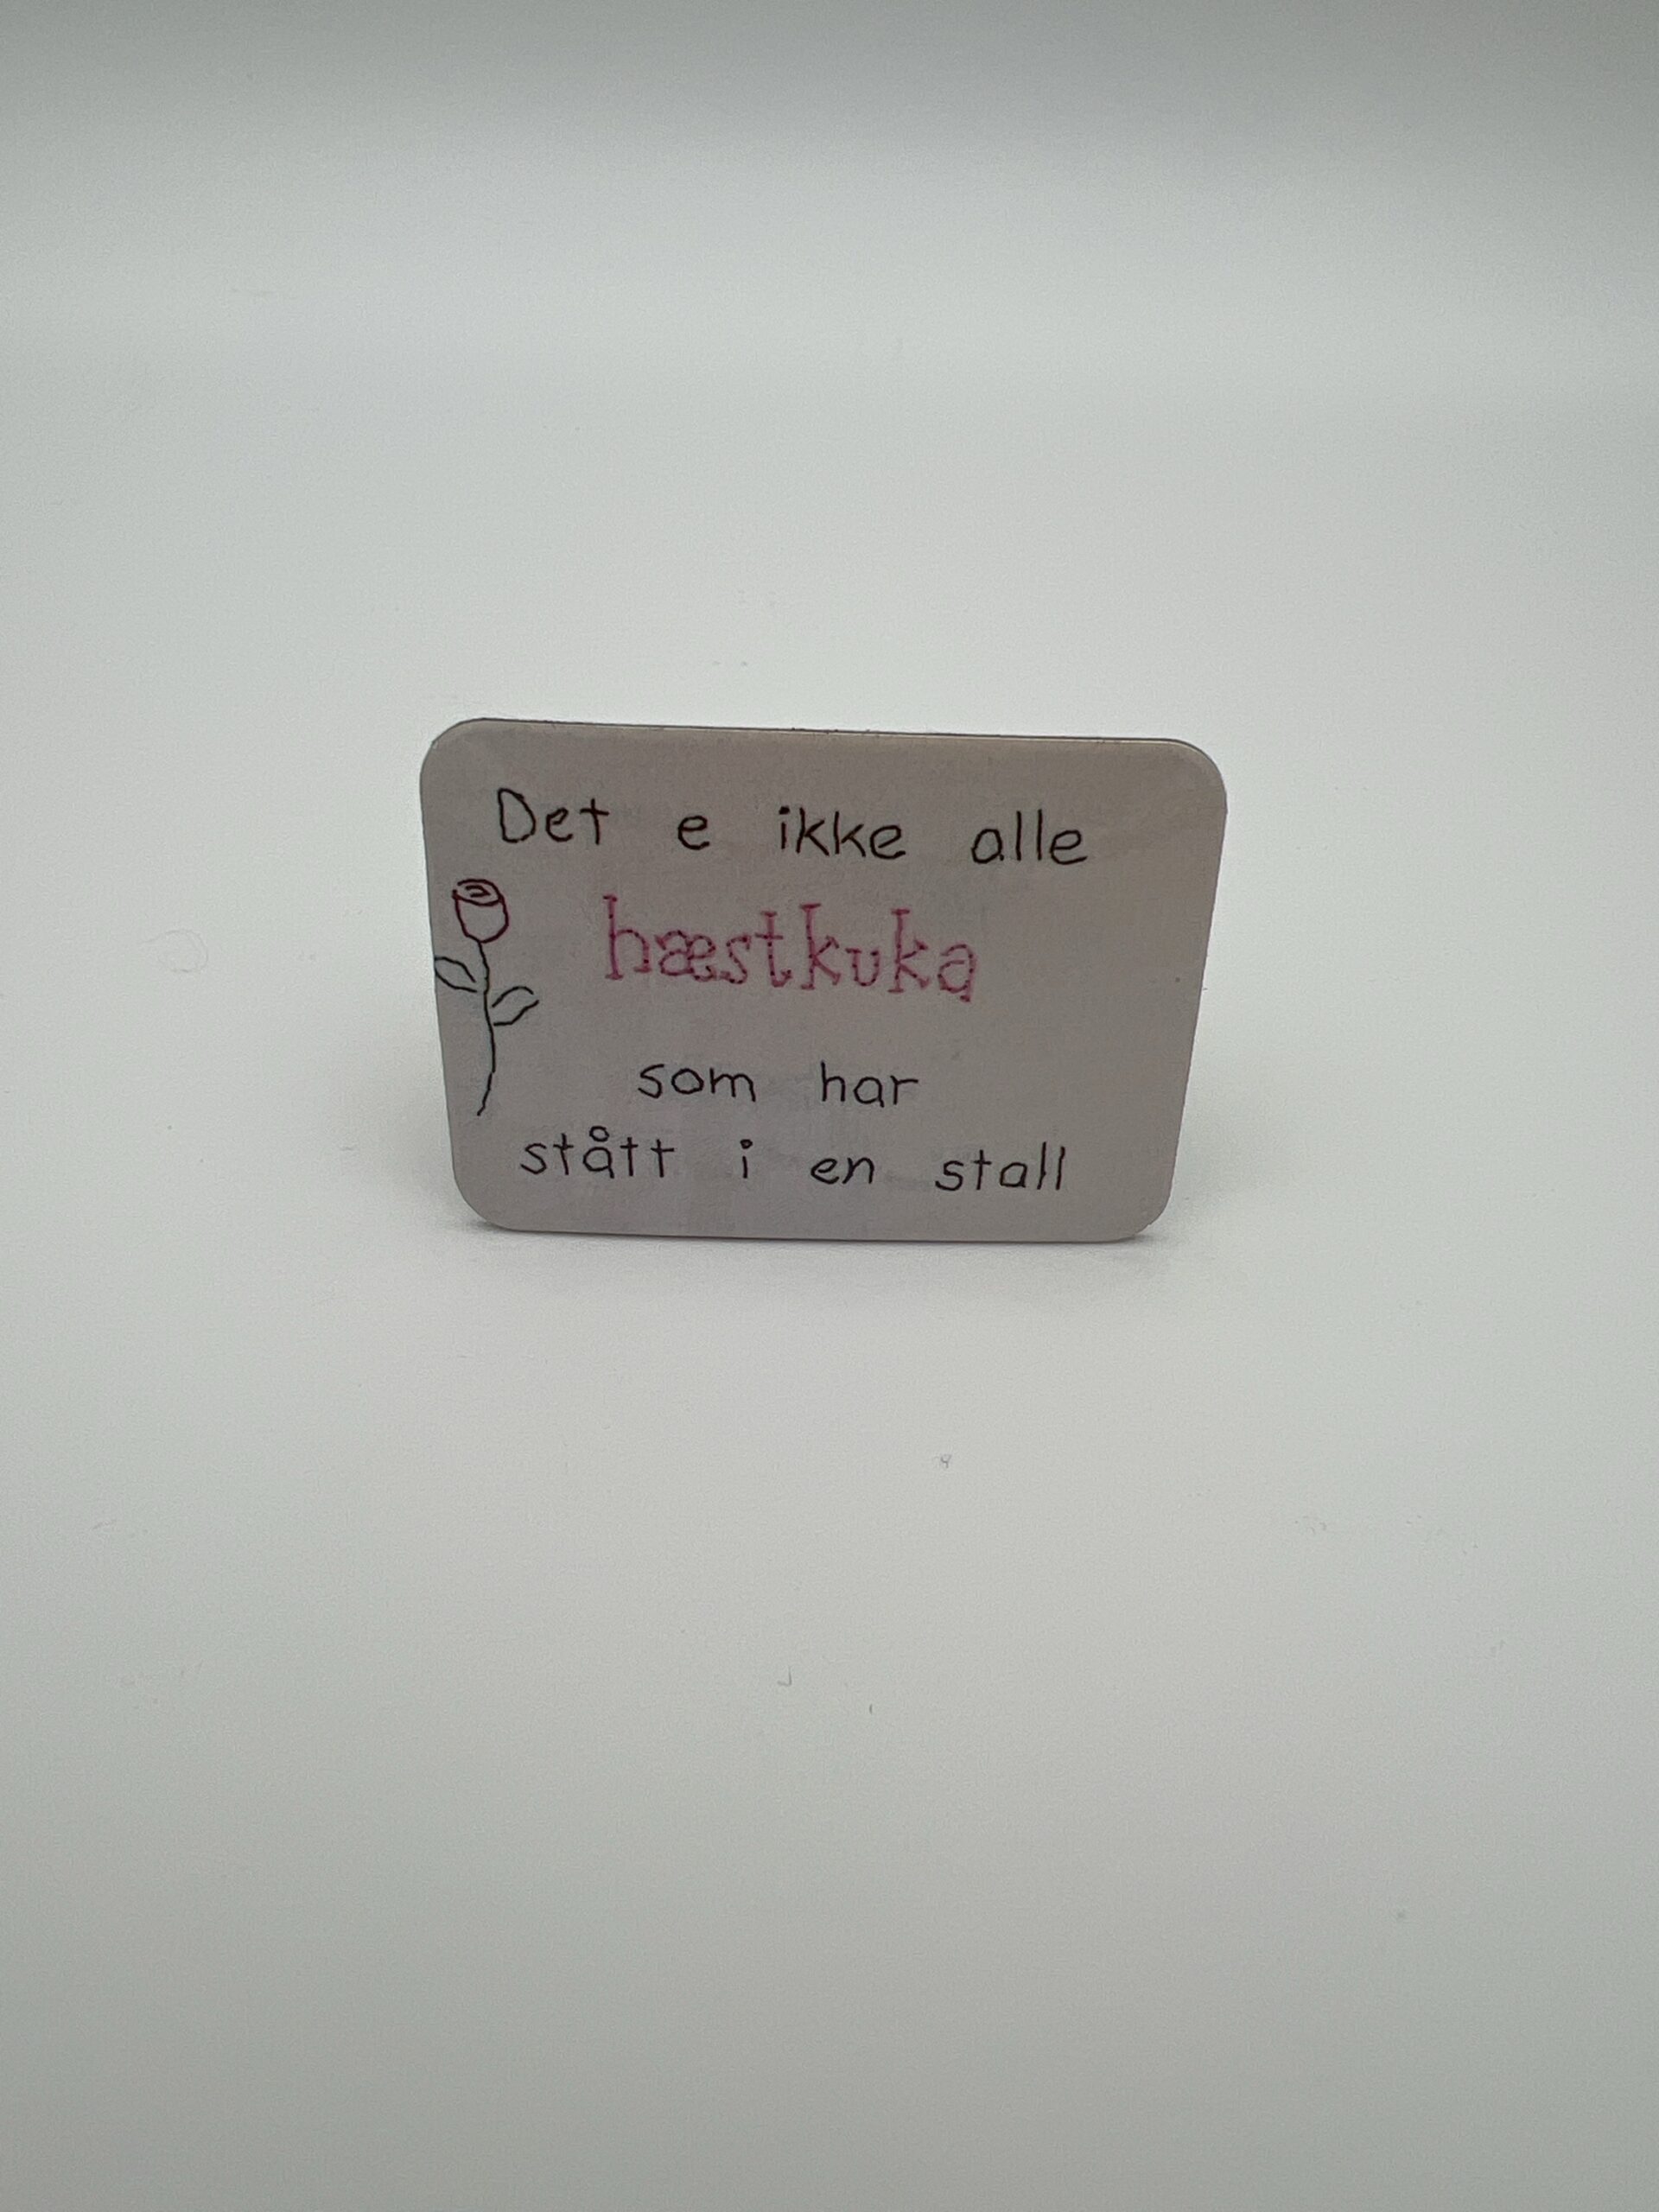 Det e ikke alle
hæstkuka
som har
stått i en stall